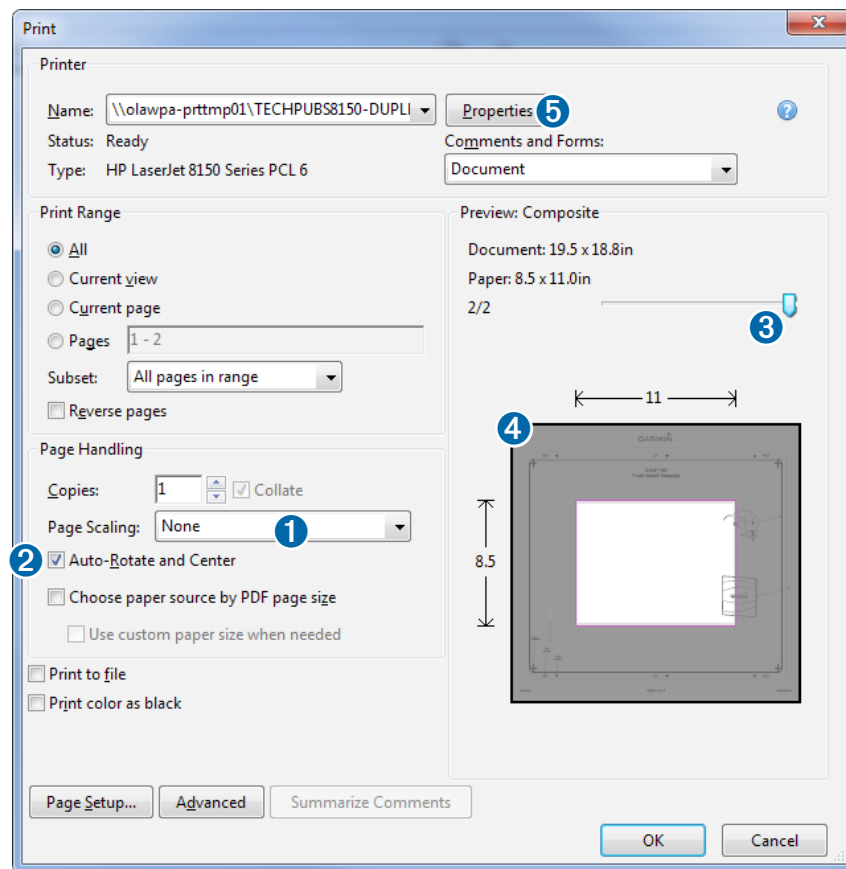 Print
Printer
Name: \\olawpa-prttmp01\TECHPUBS8150-DUPLI
Properties 5
Status: Ready
Comments and Forms:
Type: HP LaserJet 8150 Series PCL 6
Document
Print Range
All
Current view
Current page
Pages 1 - 2
Subset: All pages in range
Reverse pages
Page Handling
Copies: 1 Collate
Page Scaling: None 1
2 Auto-Rotate and Center
Choose paper source by PDF page size
Use custom paper size when needed
Print to file
Print color as black
Preview: Composite
Document: 19.5 x 18.8in
Paper: 8.5 x 11.0in
2/2
3
11
4
GARMIN
8.5
Page Setup...
Advanced
Summarize Comments
OK
Cancel